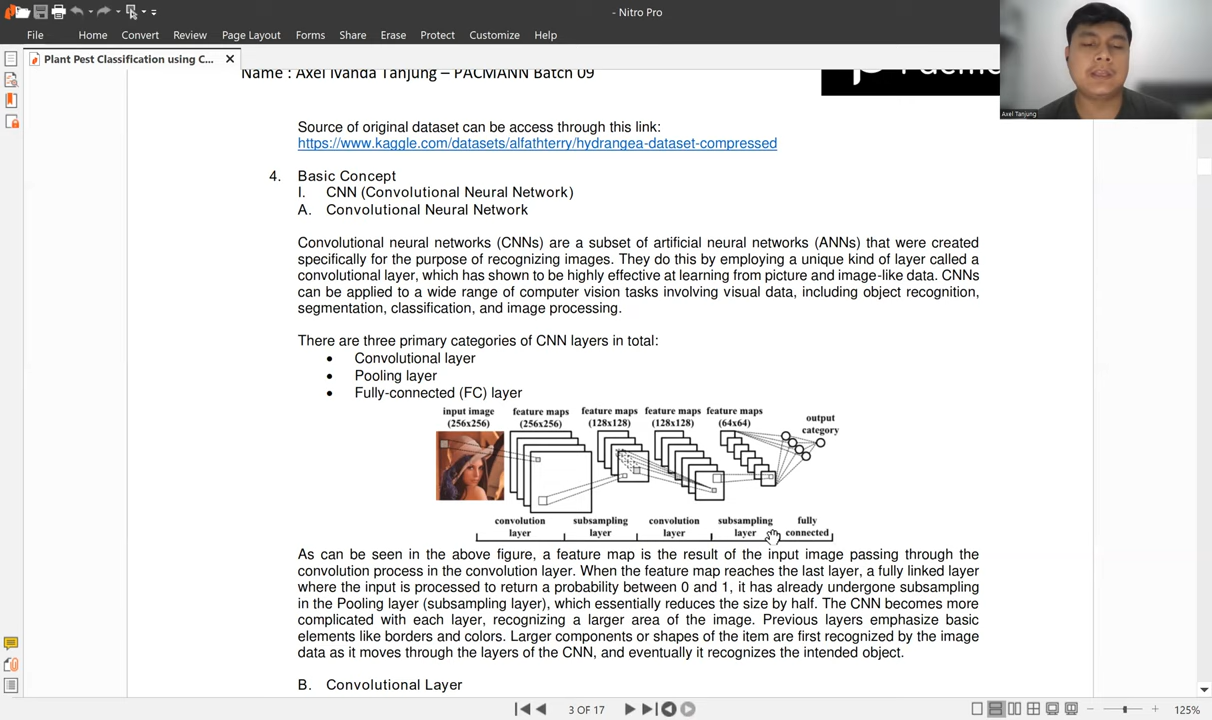 - Nitro Pro
File Home Convert Review Page Layout Forms Share Erase Protect Customize Help
Plant Pest Classification using C...
Name : Axel Ivanda Tanjung – PACMANN Batch 09
Axel Tanjung
Source of original dataset can be access through this link:
https://www.kaggle.com/datasets/alfathterry/hydrangea-dataset-compressed
4. Basic Concept
I. CNN (Convolutional Neural Network)
A. Convolutional Neural Network
Convolutional neural networks (CNNs) are a subset of artificial neural networks (ANNs) that were created
specifically for the purpose of recognizing images. They do this by employing a unique kind of layer called a
convolutional layer, which has shown to be highly effective at learning from picture and image-like data. CNNs
can be applied to a wide range of computer vision tasks involving visual data, including object recognition,
segmentation, classification, and image processing.
There are three primary categories of CNN layers in total:
• Convolutional layer
• Pooling layer
• Fully-connected (FC) layer
input image feature maps feature maps feature maps feature maps
(256x256) (256x256) (128x128) (128x128) (64x64)
output
category
convolution subsampling convolution subsampling fully
layer layer layer layer connected
As can be seen in the above figure, a feature map is the result of the input image passing through the
convolution process in the convolution layer. When the feature map reaches the last layer, a fully linked layer
where the input is processed to return a probability between 0 and 1, it has already undergone subsampling
in the Pooling layer (subsampling layer), which essentially reduces the size by half. The CNN becomes more
complicated with each layer, recognizing a larger area of the image. Previous layers emphasize basic
elements like borders and colors. Larger components or shapes of the item are first recognized by the image
data as it moves through the layers of the CNN, and eventually it recognizes the intended object.
B. Convolutional Layer
3 OF 17
125%